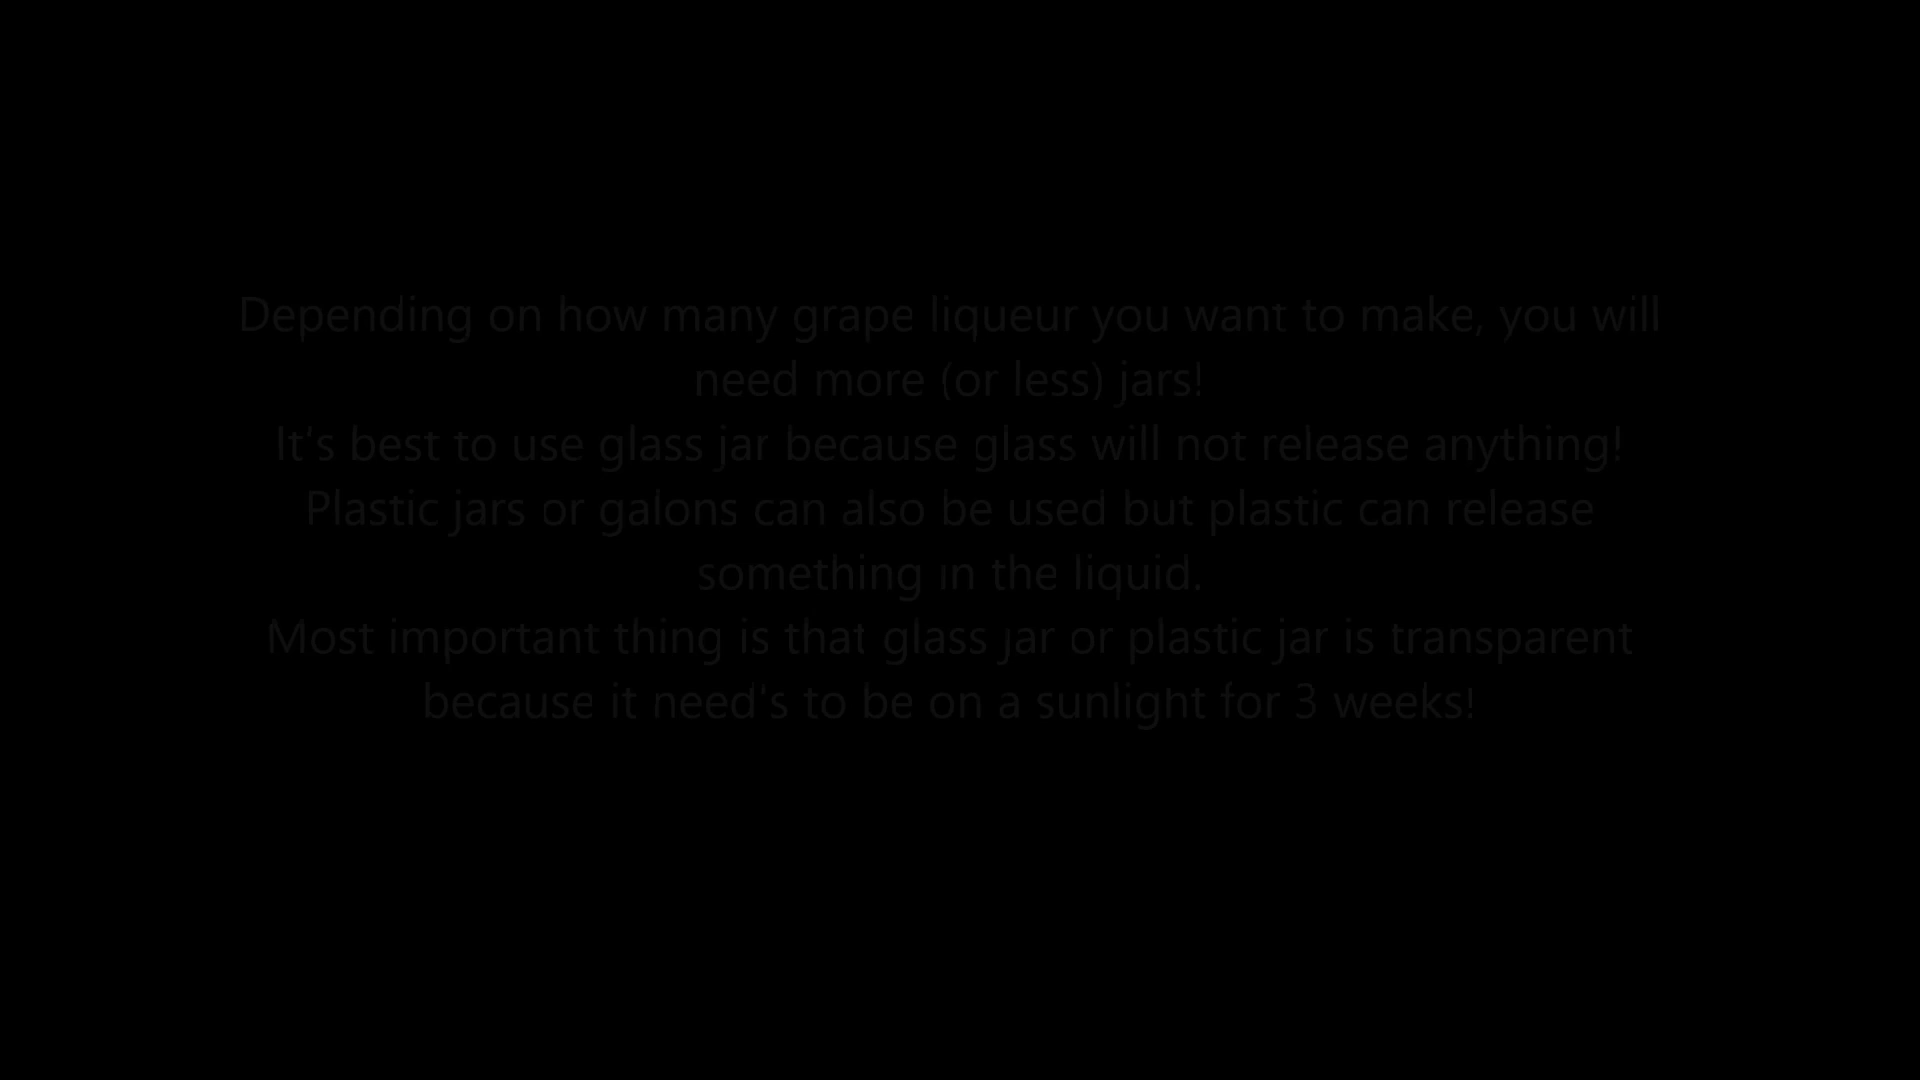 Depending on how many grape liqueur you want to make, you will
need more (or less) jars!
It's best to use glass jar because glass will not release anything!
Plastic jars or galons can also be used but plastic can release
something in the liquid.
Most important thing is that glass jar or plastic jar is transparent
because it need's to be on a sunlight for 3 weeks!